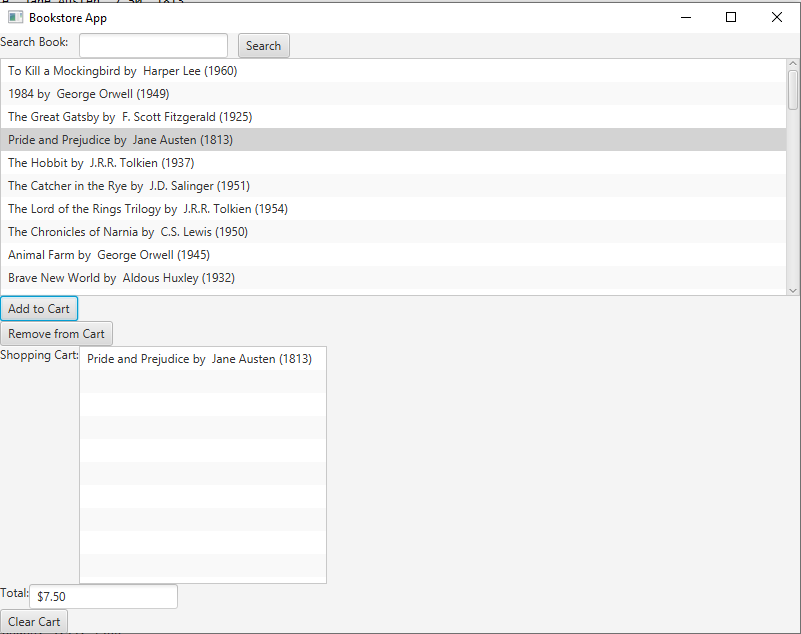 Bookstore App
Search Book: Search
To Kill a Mockingbird by  Harper Lee (1960)
1984 by  George Orwell (1949)
The Great Gatsby by  F. Scott Fitzgerald (1925)
Pride and Prejudice by  Jane Austen (1813)
The Hobbit by  J.R.R. Tolkien (1937)
The Catcher in the Rye by  J.D. Salinger (1951)
The Lord of the Rings Trilogy by  J.R.R. Tolkien (1954)
The Chronicles of Narnia by  C.S. Lewis (1950)
Animal Farm by  George Orwell (1945)
Brave New World by  Aldous Huxley (1932)
Add to Cart
Remove from Cart
Shopping Cart: Pride and Prejudice by  Jane Austen (1813)
Total: $7.50
Clear Cart